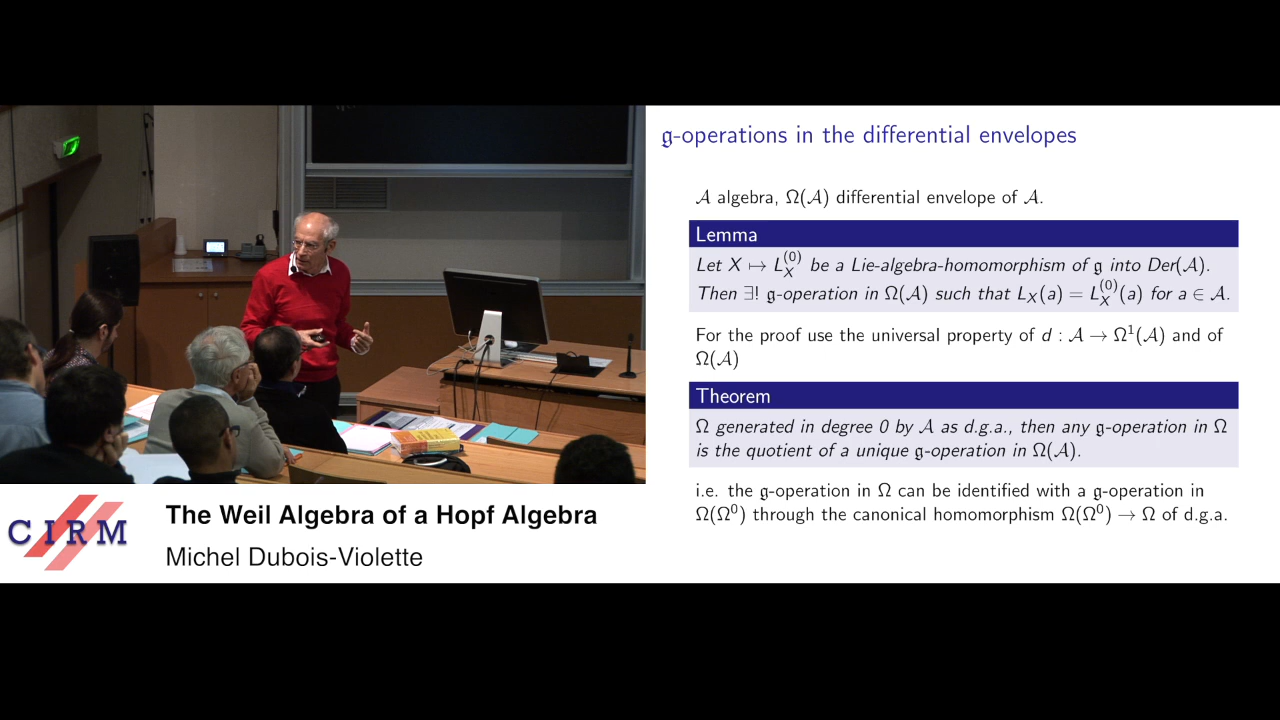 𝔤-operations in the differential envelopes
𝒜 algebra, Ω(𝒜) differential envelope of 𝒜.
Lemma
Let X ↦ L_X^{(0)} be a Lie-algebra-homomorphism of 𝔤 into Der(𝒜).
Then ∃! 𝔤-operation in Ω(𝒜) such that L_X(a) = L_X^{(0)}(a) for a ∈ 𝒜.
For the proof use the universal property of d : 𝒜 → Ω¹(𝒜) and of
Ω(𝒜)
Theorem
Ω generated in degree 0 by 𝒜 as d.g.a., then any 𝔤-operation in Ω
is the quotient of a unique 𝔤-operation in Ω(𝒜).
i.e. the 𝔤-operation in Ω can be identified with a 𝔤-operation in
Ω(Ω⁰) through the canonical homomorphism Ω(Ω⁰) → Ω of d.g.a.
CIRM
The Weil Algebra of a Hopf Algebra
Michel Dubois-Violette